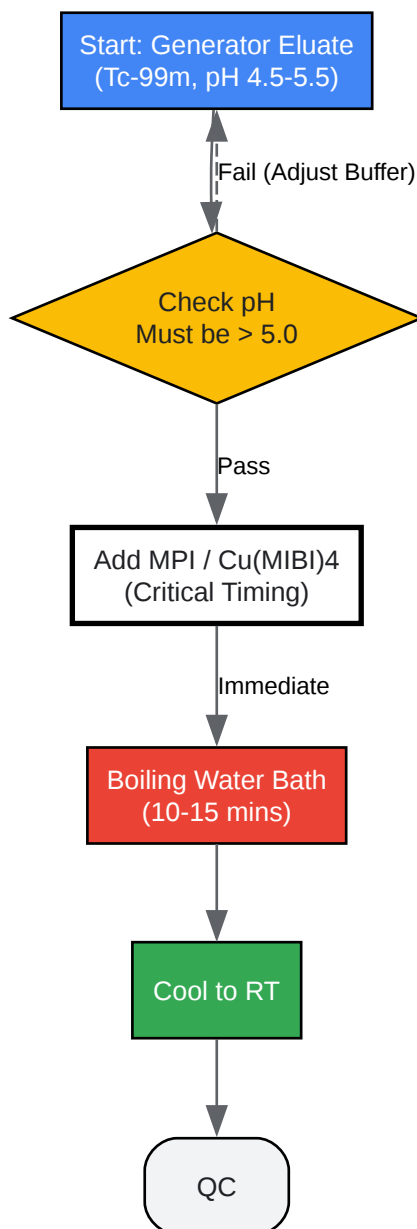 Start: Generator Eluate
(Tc-99m, pH 4.5-5.5)
Fail (Adjust Buffer)
Check pH
Must be > 5.0
Pass
Add MPI / Cu(MIBI)4
(Critical Timing)
Immediate
Boiling Water Bath
(10-15 mins)
Cool to RT
QC